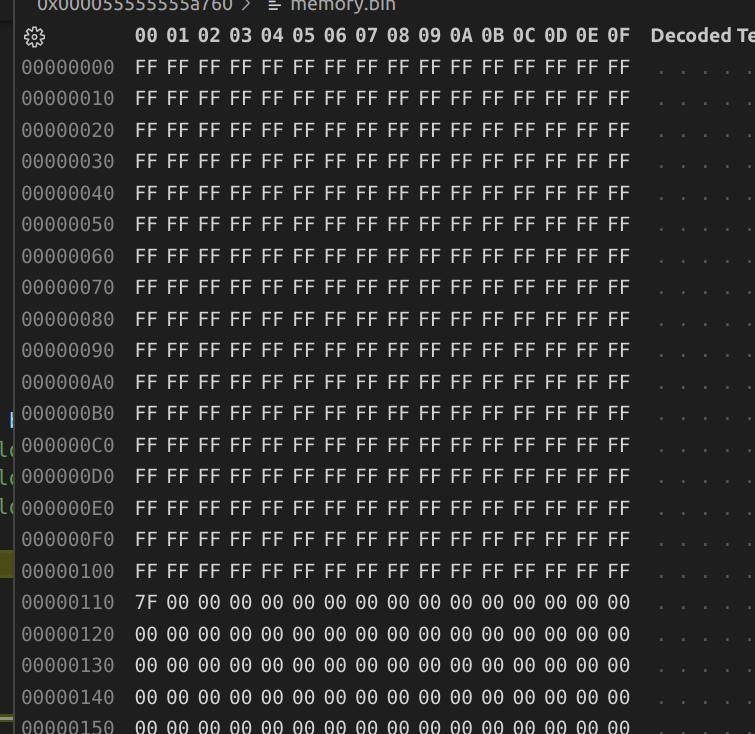 0x000055555555a760 > memory.bin
00 01 02 03 04 05 06 07 08 09 0A 0B 0C 0D 0E 0F Decoded Te
00000000 FF FF FF FF FF FF FF FF FF FF FF FF FF FF FF FF . . . . .
00000010 FF FF FF FF FF FF FF FF FF FF FF FF FF FF FF FF . . . . .
00000020 FF FF FF FF FF FF FF FF FF FF FF FF FF FF FF FF . . . . .
00000030 FF FF FF FF FF FF FF FF FF FF FF FF FF FF FF FF . . . . .
00000040 FF FF FF FF FF FF FF FF FF FF FF FF FF FF FF FF . . . . .
00000050 FF FF FF FF FF FF FF FF FF FF FF FF FF FF FF FF . . . . .
00000060 FF FF FF FF FF FF FF FF FF FF FF FF FF FF FF FF . . . . .
00000070 FF FF FF FF FF FF FF FF FF FF FF FF FF FF FF FF . . . . .
00000080 FF FF FF FF FF FF FF FF FF FF FF FF FF FF FF FF . . . . .
00000090 FF FF FF FF FF FF FF FF FF FF FF FF FF FF FF FF . . . . .
000000A0 FF FF FF FF FF FF FF FF FF FF FF FF FF FF FF FF . . . . .
000000B0 FF FF FF FF FF FF FF FF FF FF FF FF FF FF FF FF . . . . .
000000C0 FF FF FF FF FF FF FF FF FF FF FF FF FF FF FF FF . . . . .
000000D0 FF FF FF FF FF FF FF FF FF FF FF FF FF FF FF FF . . . . .
000000E0 FF FF FF FF FF FF FF FF FF FF FF FF FF FF FF FF . . . . .
000000F0 FF FF FF FF FF FF FF FF FF FF FF FF FF FF FF FF . . . . .
00000100 FF FF FF FF FF FF FF FF FF FF FF FF FF FF FF FF . . . . .
00000110 7F 00 00 00 00 00 00 00 00 00 00 00 00 00 00 00 . . . . .
00000120 00 00 00 00 00 00 00 00 00 00 00 00 00 00 00 00 . . . . .
00000130 00 00 00 00 00 00 00 00 00 00 00 00 00 00 00 00 . . . . .
00000140 00 00 00 00 00 00 00 00 00 00 00 00 00 00 00 00 . . . . .
00000150 00 00 00 00 00 00 00 00 00 00 00 00 00 00 00 00 . . . . .